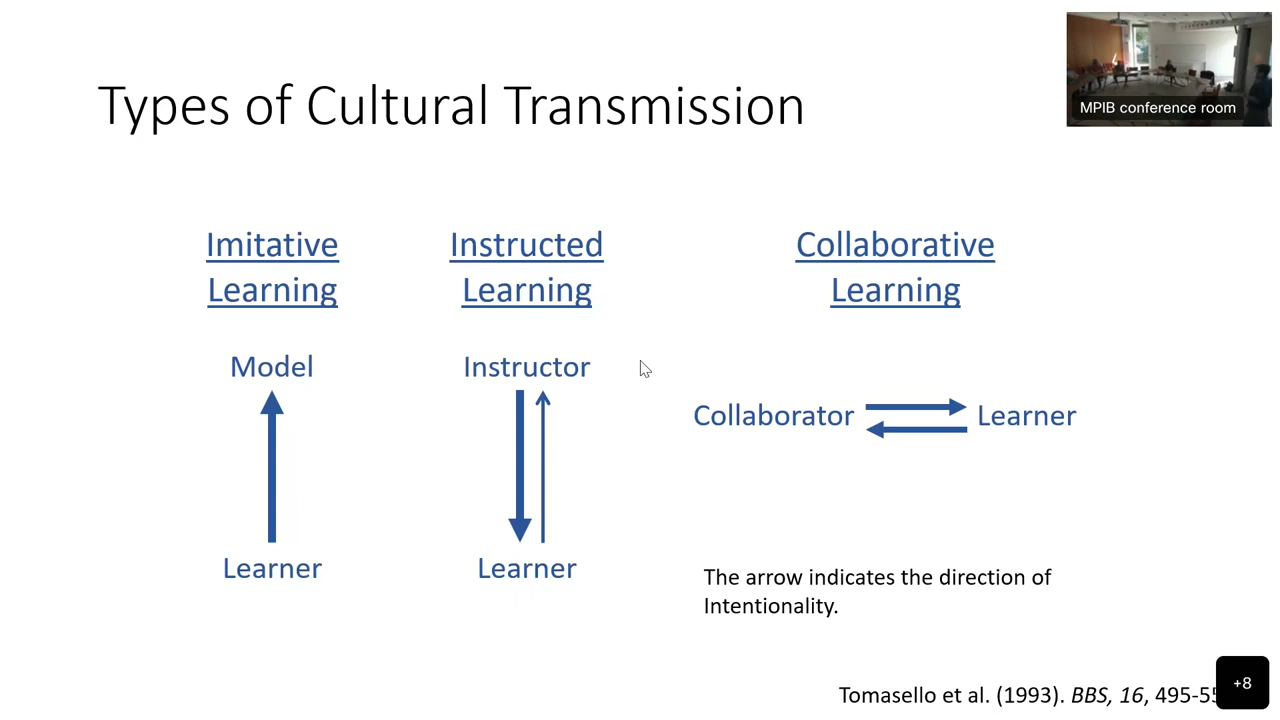 MPIB conference room
Types of Cultural Transmission
Imitative
Learning
Model
Learner
Instructed
Learning
Instructor
Learner
Collaborative
Learning
Collaborator
Learner
The arrow indicates the direction of
Intentionality.
Tomasello et al. (1993). BBS, 16,
+8